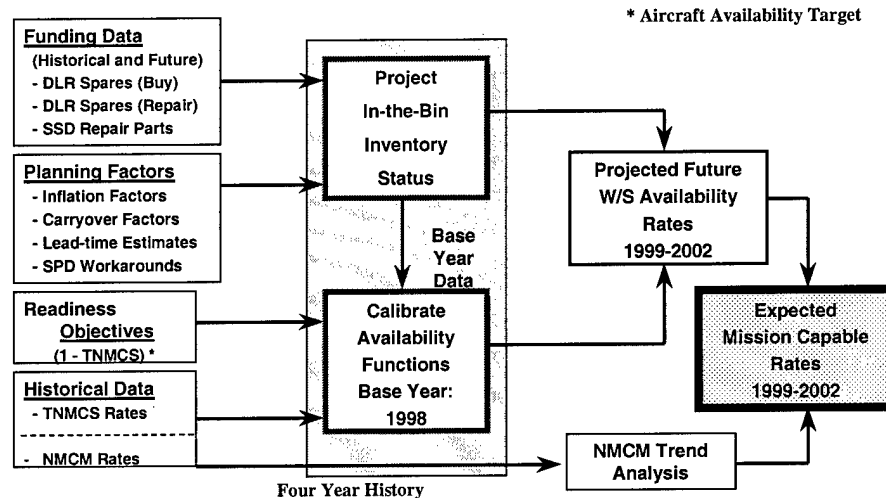 * Aircraft Availability Target
Funding Data
(Historical and Future)
- DLR Spares (Buy)
- DLR Spares (Repair)
- SSD Repair Parts
Planning Factors
- Inflation Factors
- Carryover Factors
- Lead-time Estimates
- SPD Workarounds
Readiness
Objectives
(1 - TNMCS) *
Historical Data
- TNMCS Rates
- NMCM Rates
Project
In-the-Bin
Inventory
Status
Base
Year
Data
Calibrate
Availability
Functions
Base Year:
1998
Four Year History
Projected Future
W/S Availability
Rates
1999-2002
NMCM Trend
Analysis
Expected
Mission Capable
Rates
1999-2002